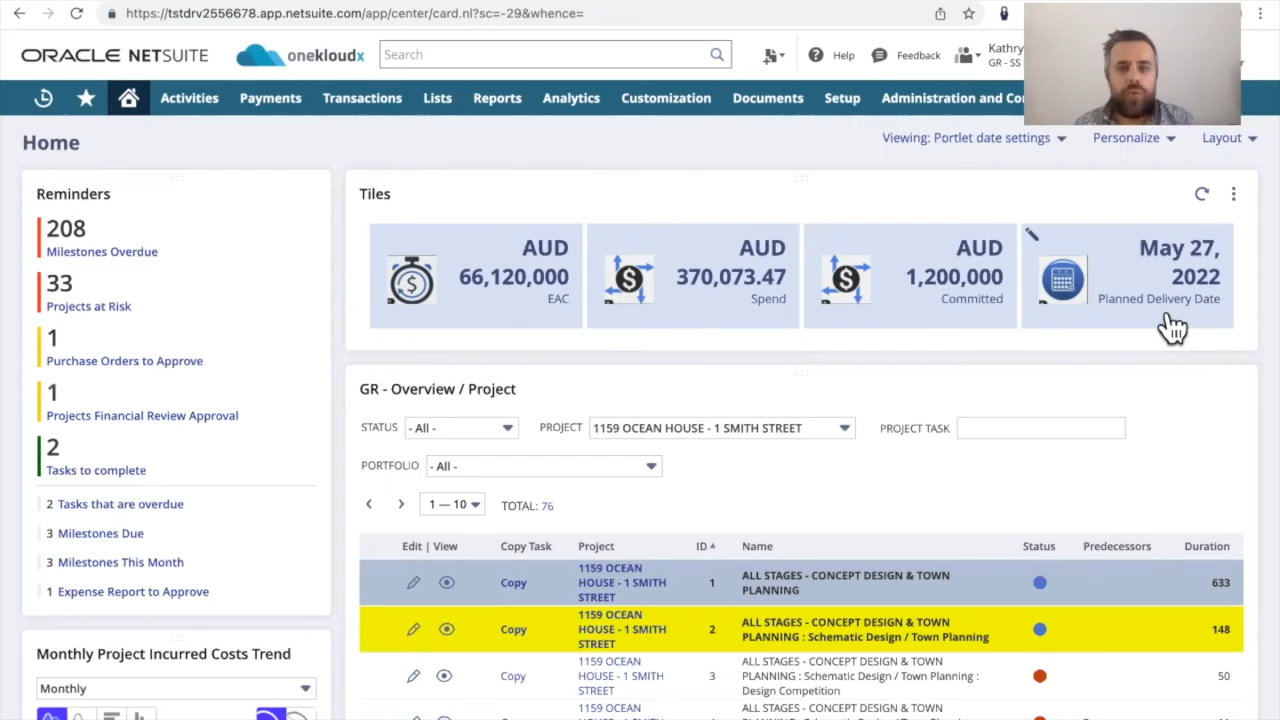 https://tstdrv2556678.app.netsuite.com/app/center/card.nl?sc=-29&whence=
ORACLE NETSUITE
onekloudx
Search
Help
Feedback
Kathry
GR - SS
Activities
Payments
Transactions
Lists
Reports
Analytics
Customization
Documents
Setup
Administration and Con
Home
Viewing: Portlet date settings
Personalize
Layout
Reminders
208
Milestones Overdue
33
Projects at Risk
1
Purchase Orders to Approve
1
Projects Financial Review Approval
2
Tasks to complete
2 Tasks that are overdue
3 Milestones Due
3 Milestones This Month
1 Expense Report to Approve
Monthly Project Incurred Costs Trend
Monthly
Tiles
AUD
66,120,000
EAC
AUD
370,073.47
Spend
AUD
1,200,000
Committed
May 27,
2022
Planned Delivery Date
GR - Overview / Project
STATUS - All - PROJECT 1159 OCEAN HOUSE - 1 SMITH STREET PROJECT TASK
PORTFOLIO - All -
1 — 10 TOTAL: 76
Edit | View Copy Task Project ID Name Status Predecessors Duration
Copy
1159 OCEAN
HOUSE - 1 SMITH
STREET
1
ALL STAGES - CONCEPT DESIGN & TOWN
PLANNING
633
Copy
1159 OCEAN
HOUSE - 1 SMITH
STREET
2
ALL STAGES - CONCEPT DESIGN & TOWN
PLANNING : Schematic Design / Town Planning
148
Copy
1159 OCEAN
HOUSE - 1 SMITH
STREET
3
ALL STAGES - CONCEPT DESIGN & TOWN
PLANNING : Schematic Design / Town Planning :
Design Competition
50
1159 OCEAN
ALL STAGES - CONCEPT DESIGN & TOWN